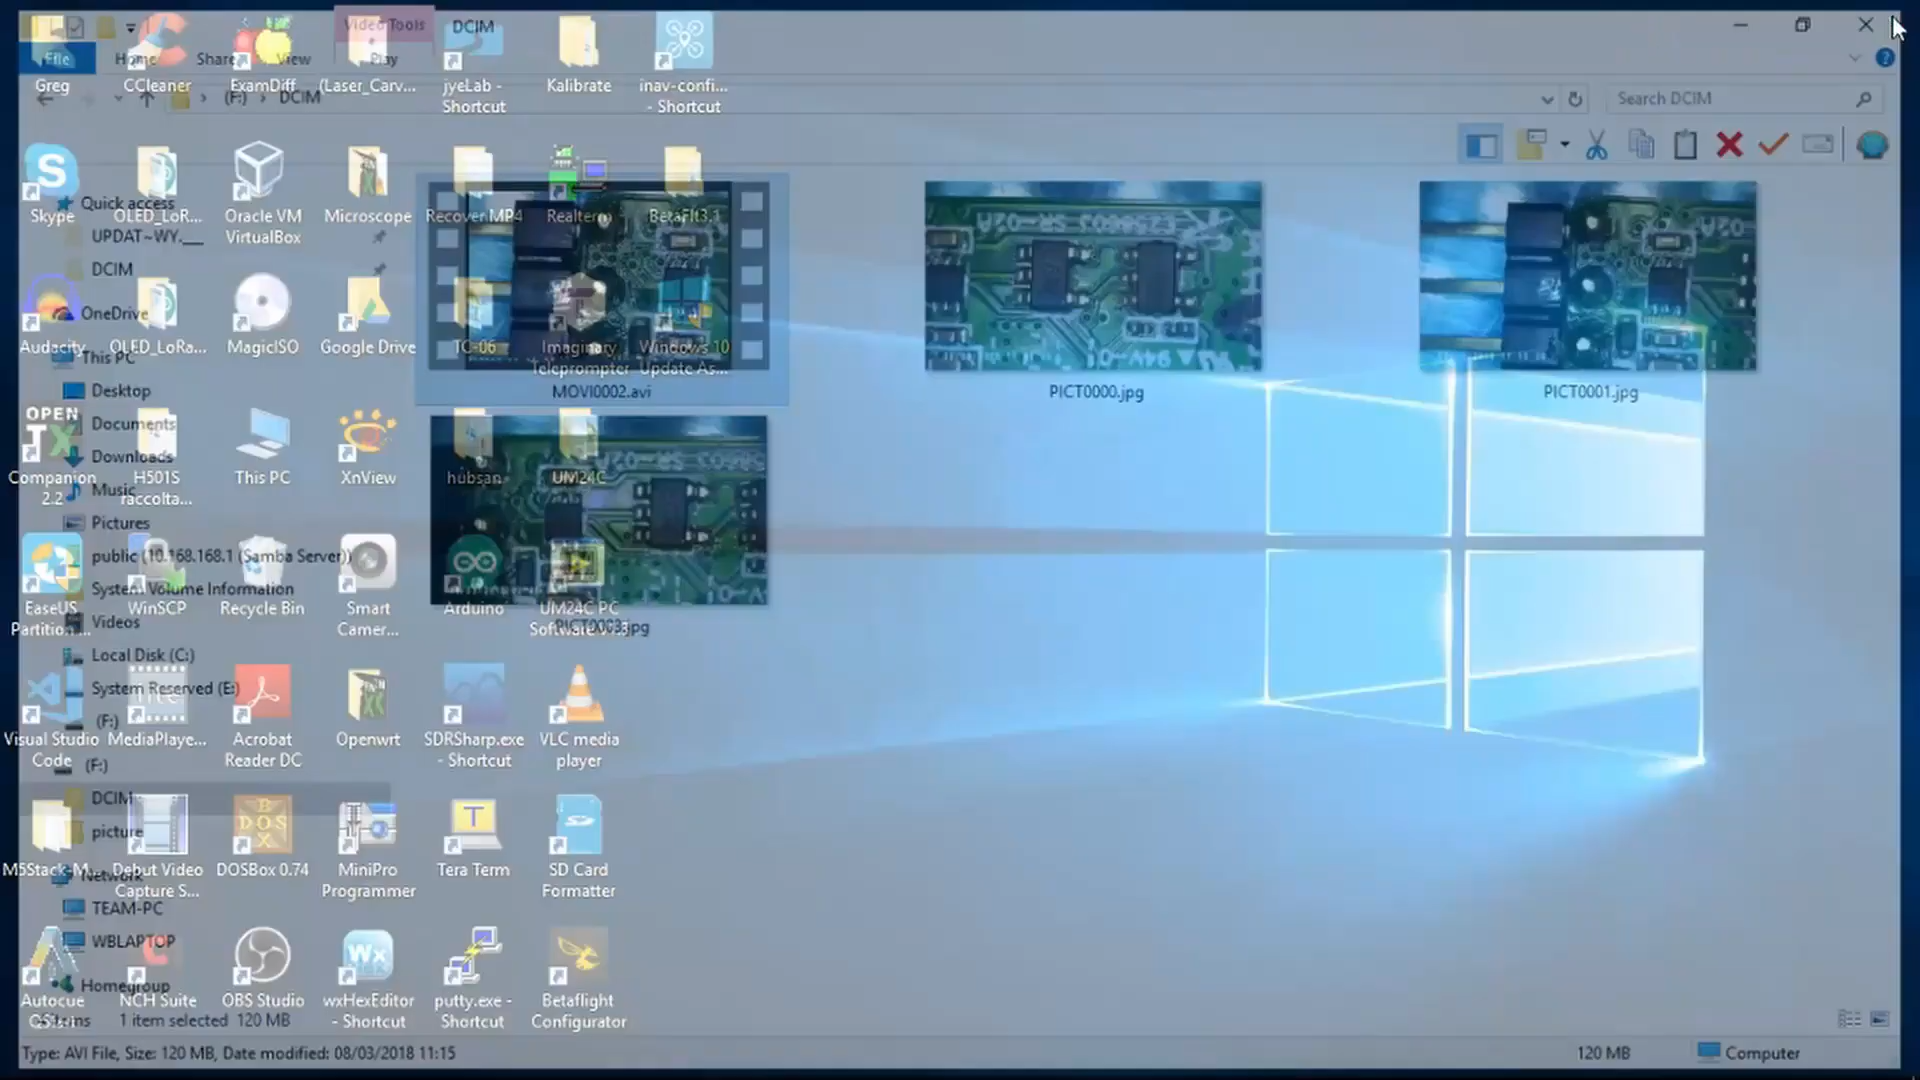 Video Tools
DCIM
File
Home
Share
View
Play
Greg
CCleaner
ExamDiff
(Laser_Carv...
jyeLab - Shortcut
Kalibrate
inav-confi... - Shortcut
(F:)
DCIM
Search DCIM
Skype
OLED_LoR...
Oracle VM VirtualBox
Microscope
Recover MP4
Realterm
BetaFlt3.1
Quick access
UPDAT~WY.__
DCIM
OneDrive
Audacity
OLED_LoRa...
MagicISO
Google Drive
TC-06
Imaginary Teleprompter
Windows 10 Update As...
This PC
Desktop
MOVI0002.avi
PICT0000.jpg
PICT0001.jpg
OPEN
TX
Documents
Downloads
Companion 2.2
H501S raccolta...
This PC
XnView
hubsan
UM24C
Music
Pictures
public (10.168.168.1 (Samba Server))
System Volume Information
EaseUS Partition ...
WinSCP
Recycle Bin
Smart Camer...
Arduino
UM24C PC
PICT0003.jpg
Videos
Local Disk (C:)
System Reserved (E:)
(F:)
Visual Studio Code
MediaPlaye...
Acrobat Reader DC
Openwrt
SDRSharp.exe - Shortcut
VLC media player
(F:)
DCIM
picture
M5Stack-M...
Debut Video Capture S...
DOSBox 0.74
MiniPro Programmer
Tera Term
SD Card Formatter
Network
TEAM-PC
WBLAPTOP
Homegroup
Autocue
NCH Suite
OBS Studio
wxHexEditor - Shortcut
putty.exe - Shortcut
Betaflight Configurator
1 item selected 120 MB
Type: AVI File, Size: 120 MB, Date modified: 08/03/2018 11:15
120 MB
Computer